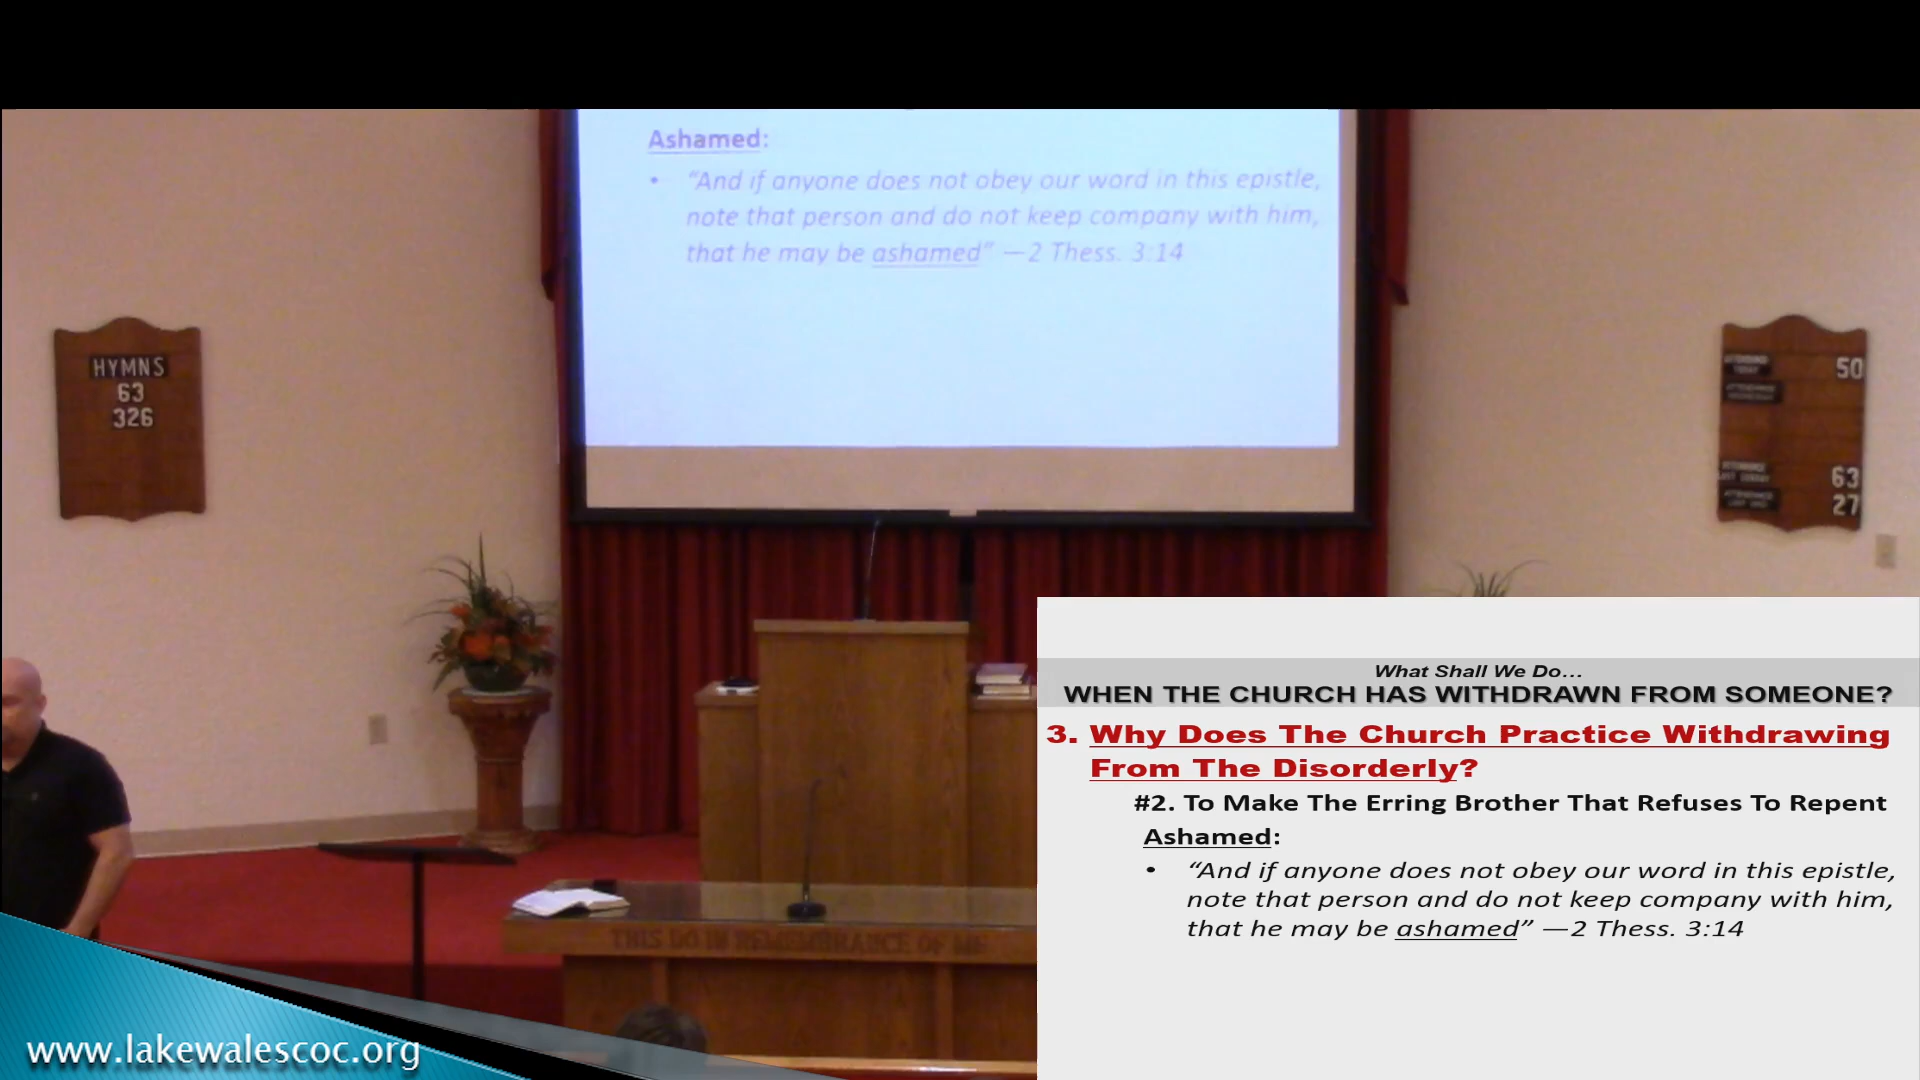 Ashamed:
• “And if anyone does not obey our word in this epistle,
note that person and do not keep company with him,
that he may be ashamed” —2 Thess. 3:14
HYMNS
63
326
50
63
27
THIS DO IN REMEMBRANCE OF ME
What Shall We Do...
WHEN THE CHURCH HAS WITHDRAWN FROM SOMEONE?
3. Why Does The Church Practice Withdrawing
From The Disorderly?
#2. To Make The Erring Brother That Refuses To Repent
Ashamed:
• “And if anyone does not obey our word in this epistle,
note that person and do not keep company with him,
that he may be ashamed” —2 Thess. 3:14
www.lakewalescoc.org